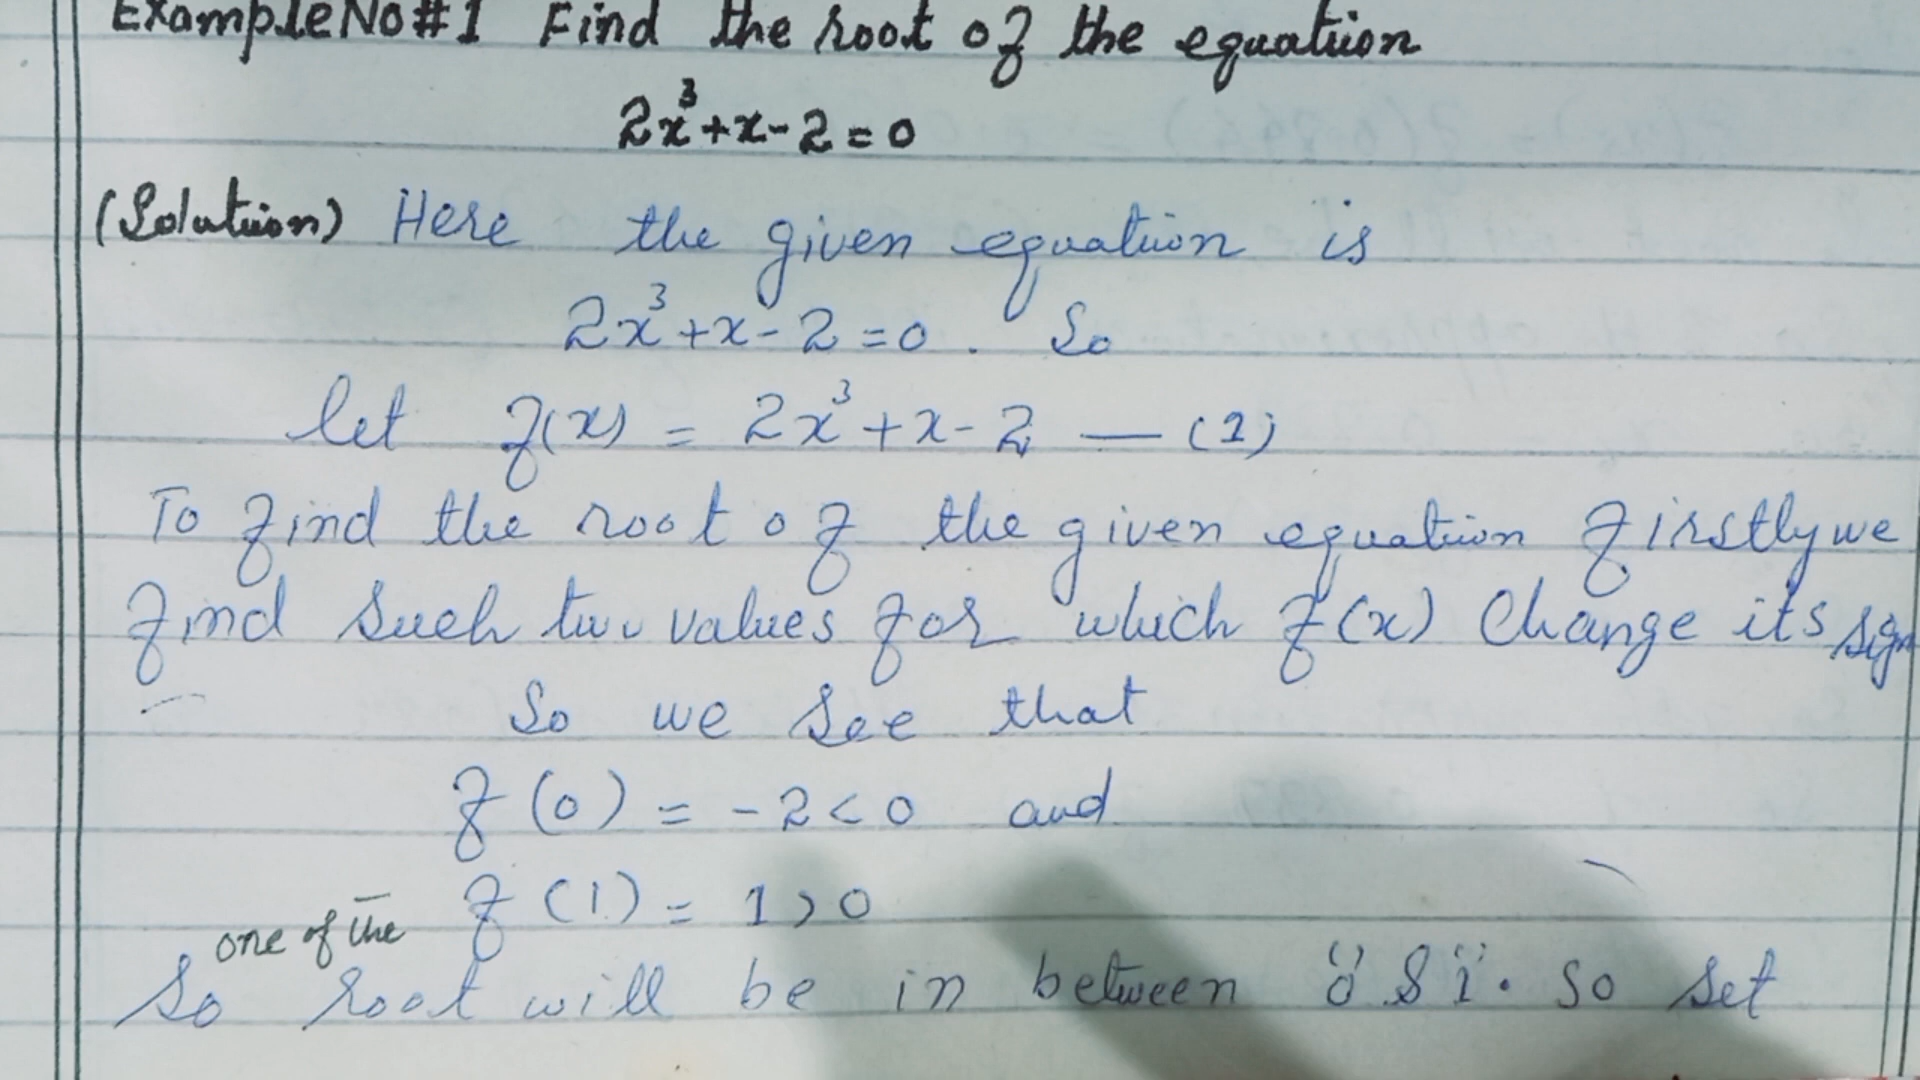 Example No #1 Find the root of the equation
2x³+x-2=0
(Solution) Here the given equation is
2x³+x-2=0. So
let f(x) = 2x³+x-2 — (1)
To find the root of the given equation firstly we
find such two values for which f(x) Change its sign
So we see that
f(0) = -2<0 and
f(1) = 1>0
one of the
So root will be in between "0" & "1". So set